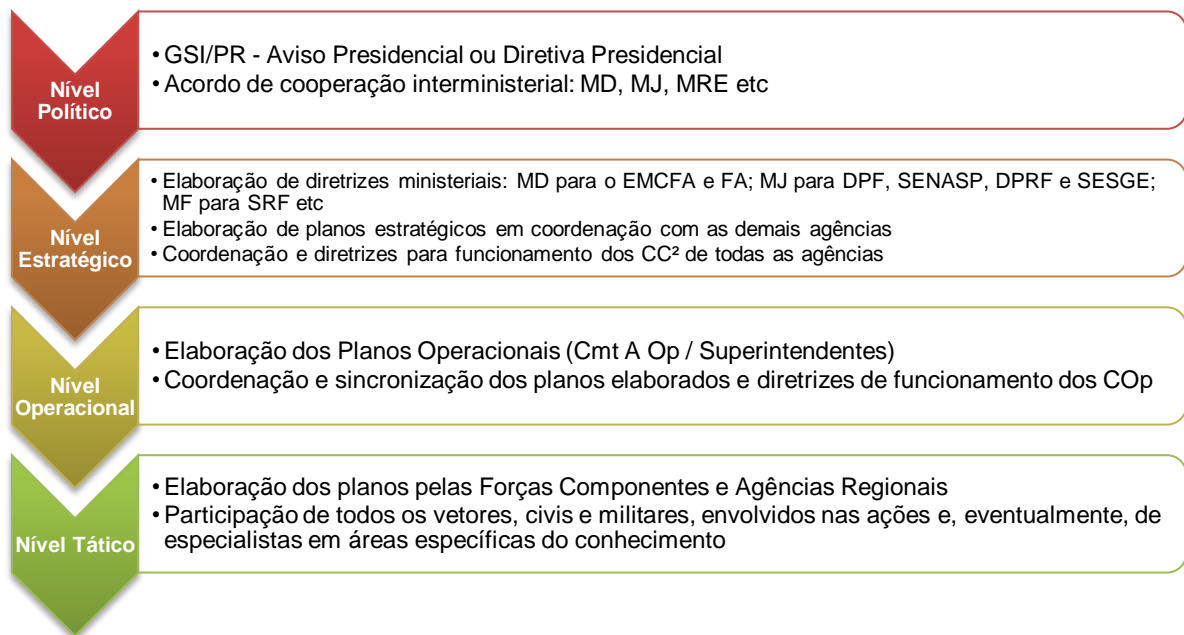 Nível
Político
• GSI/PR - Aviso Presidencial ou Diretiva Presidencial
• Acordo de cooperação interministerial: MD, MJ, MRE etc
Nível
Estratégico
• Elaboração de diretrizes ministeriais: MD para o EMCFA e FA; MJ para DPF, SENASP, DPRF e SESGE;
MF para SRF etc
• Elaboração de planos estratégicos em coordenação com as demais agências
• Coordenação e diretrizes para funcionamento dos CC² de todas as agências
Nível
Operacional
• Elaboração dos Planos Operacionais (Cmt A Op / Superintendentes)
• Coordenação e sincronização dos planos elaborados e diretrizes de funcionamento dos COp
Nível Tático
• Elaboração dos planos pelas Forças Componentes e Agências Regionais
• Participação de todos os vetores, civis e militares, envolvidos nas ações e, eventualmente, de
especialistas em áreas específicas do conhecimento